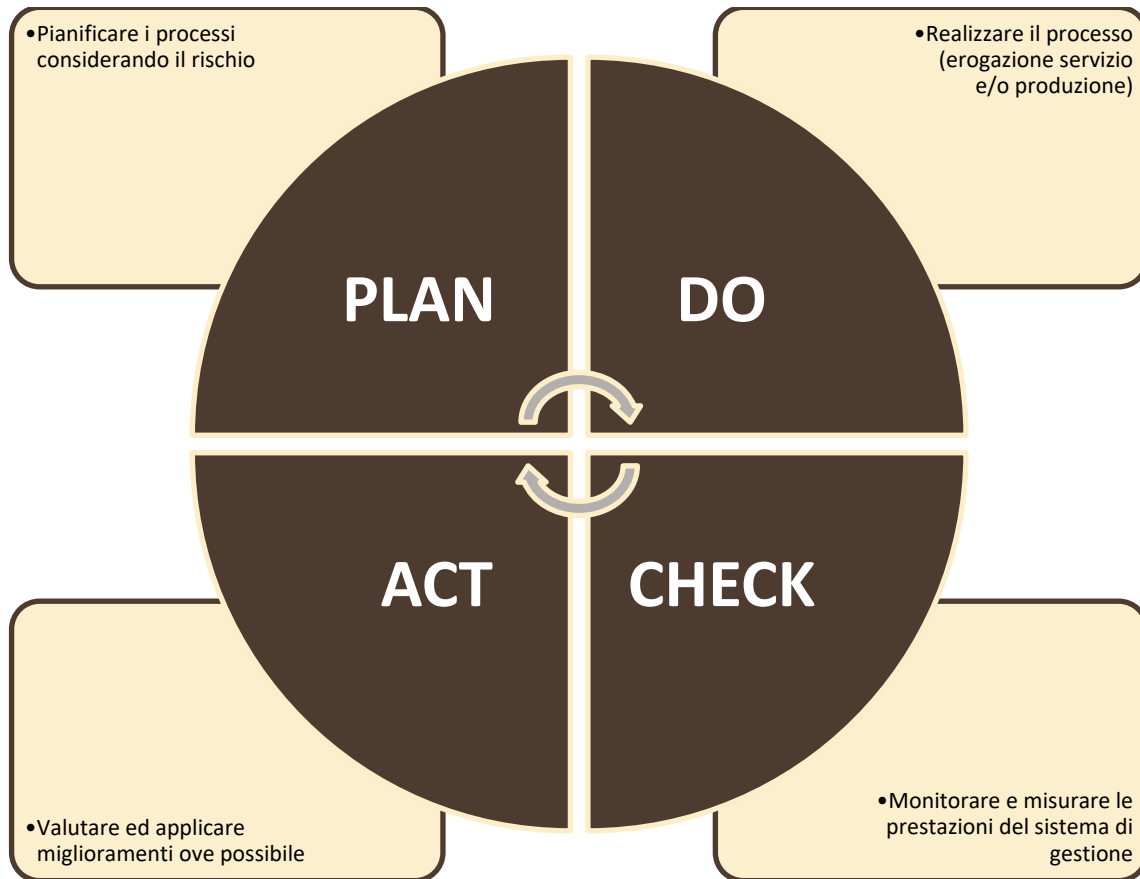 •Pianificare i processi
considerando il rischio
•Realizzare il processo
(erogazione servizio
e/o produzione)
PLAN
DO
ACT
CHECK
•Valutare ed applicare
miglioramenti ove possibile
•Monitorare e misurare le
prestazioni del sistema di
gestione